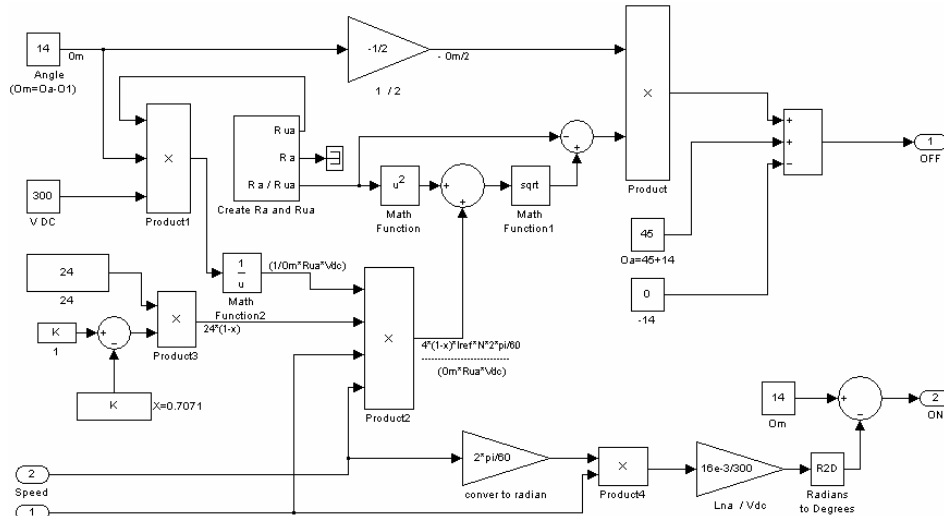 14
Om
Angle
(Om=Oa-O1)
-1/2
1 /2
- Om/2
300
V DC
×
Product1
R ua
R a
R a / R ua
Create Ra and Rua
u²
Math
Function
+
+
sqrt
Math
Function1
−
+
×
Product
+
+
−
1
OFF
45
Oa=45+14
0
-14
24
24
K
1
+
−
K
X=0.7071
×
Product3
24*(1-x)
1
u
Math
Function2
(1/Om*Rua*Vdc)
×
Product2
4*(1-x)*Iref*N*2*pi/60
------------------------
(Om*Rua*Vdc)
2
Speed
1
2*pi/60
conver to radian
×
Product4
16e-3/300
Lna / Vdc
R2D
Radians
to Degrees
14
Om
+
−
2
ON